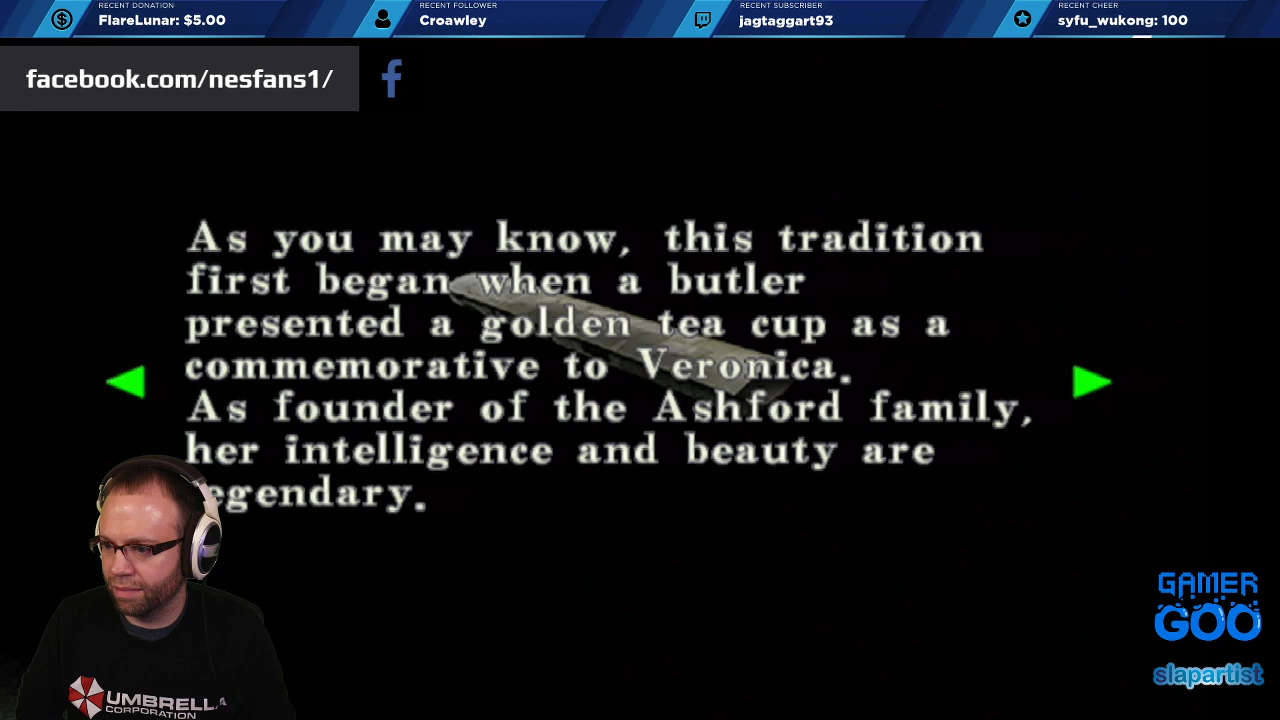 RECENT DONATION
FlareLunar: $5.00
RECENT FOLLOWER
Croawley
RECENT SUBSCRIBER
jagtaggart93
RECENT CHEER
syfu_wukong: 100
facebook.com/nesfans1/
As you may know, this tradition
first began when a butler
presented a golden tea cup as a
commemorative to Veronica.
As founder of the Ashford family,
her intelligence and beauty are
legendary.
UMBRELLA
CORPORATION
GAMER
GOO
slapartist